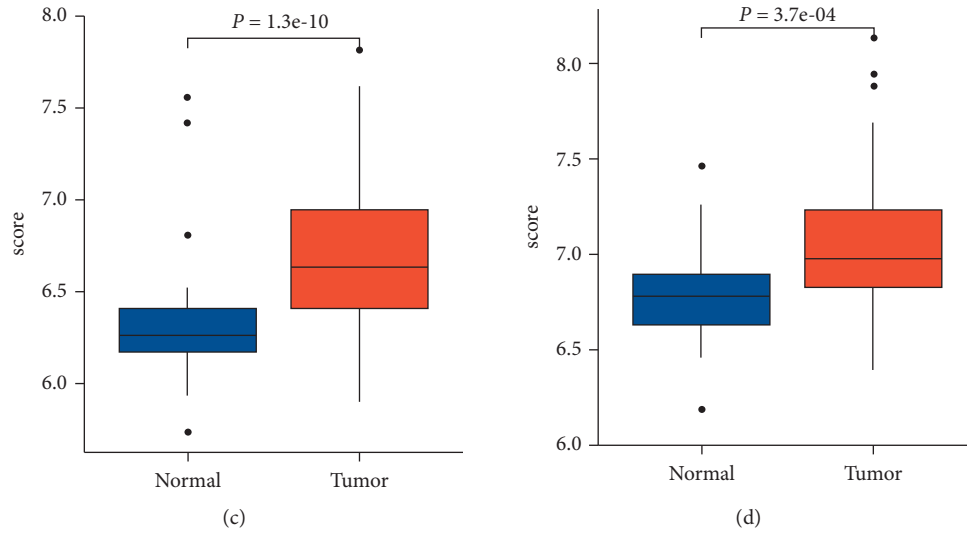 P = 1.3e-10
8.0
7.5
7.0
6.5
6.0
score
Normal
Tumor
(c)
P = 3.7e-04
8.0
7.5
7.0
6.5
6.0
score
Normal
Tumor
(d)